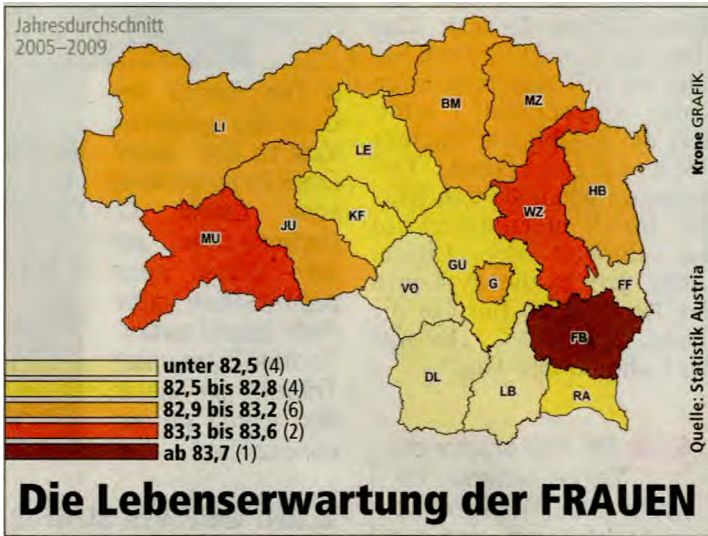 Jahresdurchschnitt
2005–2009
BM
MZ
LI
LE
HB
KF
WZ
JU
MU
GU
G
VO
FF
FB
DL
LB
RA
unter 82,5 (4)
82,5 bis 82,8 (4)
82,9 bis 83,2 (6)
83,3 bis 83,6 (2)
ab 83,7 (1)
Die Lebenserwartung der FRAUEN
Krone GRAFIK
Quelle: Statistik Austria